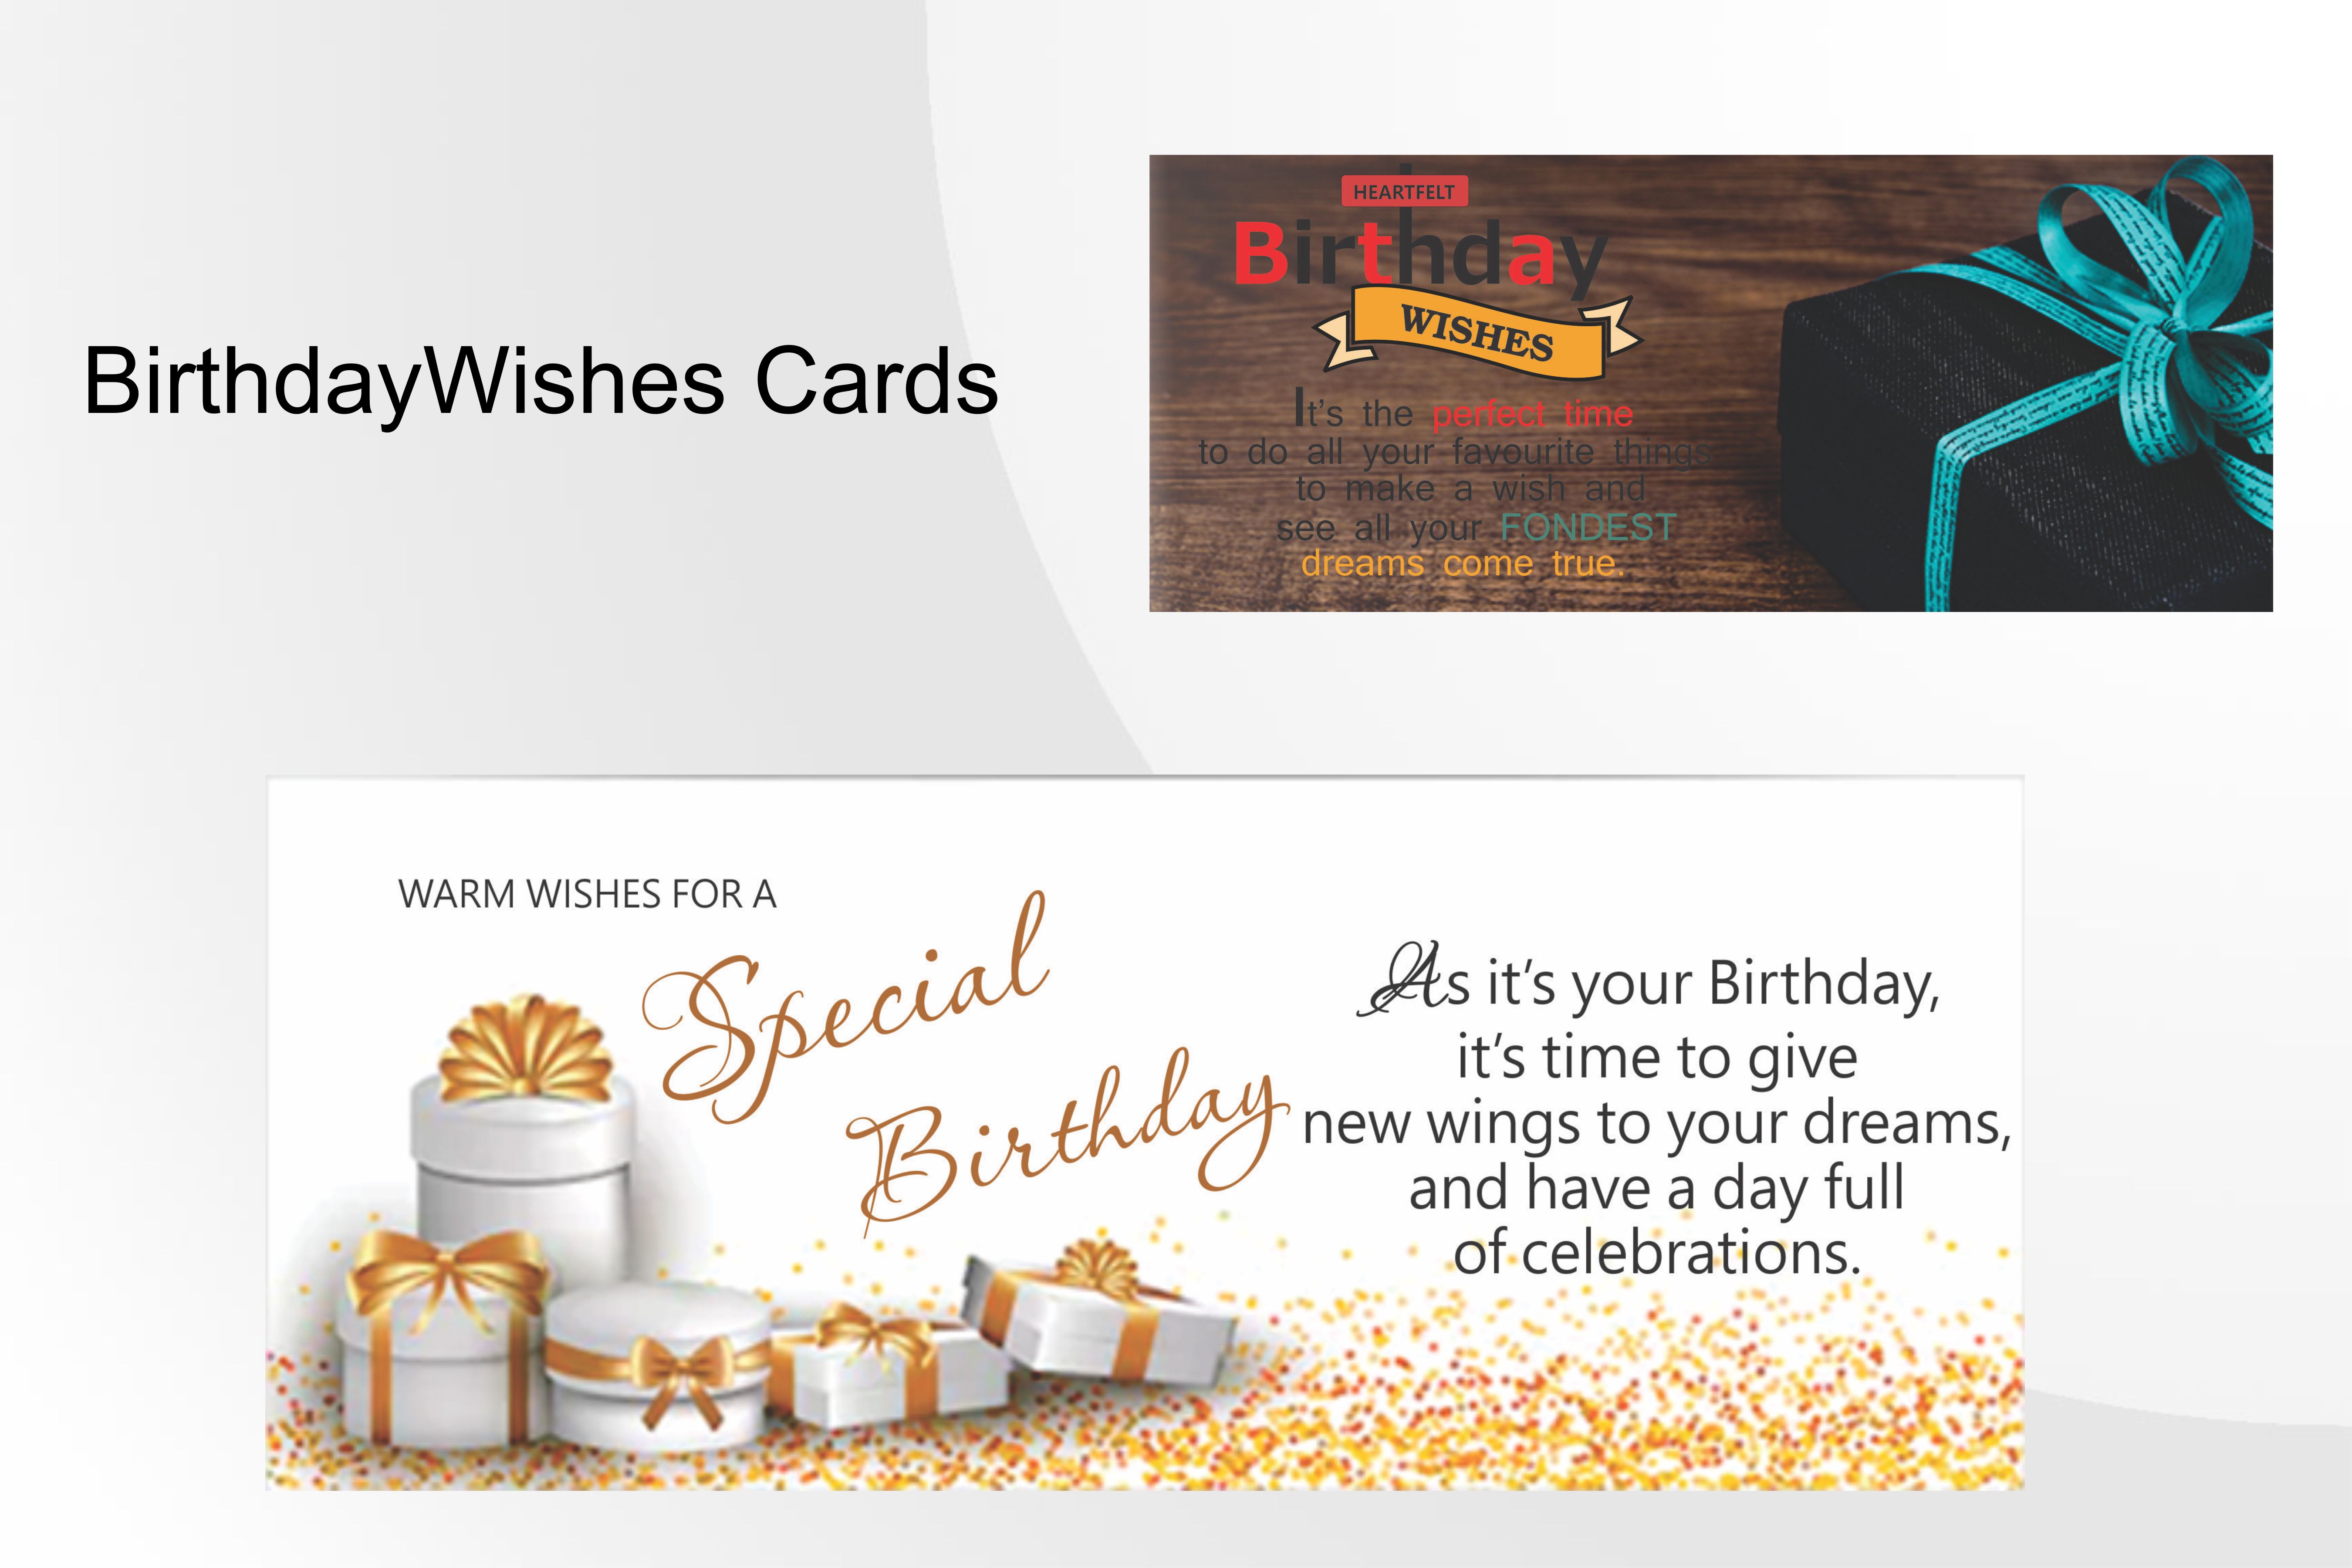 BirthdayWishes Cards
HEARTFELT
Birthday
WISHES
It's the perfect time
to do all your favourite things
to make a wish and
see all your FONDEST
dreams come true.
WARM WISHES FOR A
Special
Birthday
As it's your Birthday,
it's time to give
new wings to your dreams,
and have a day full
of celebrations.